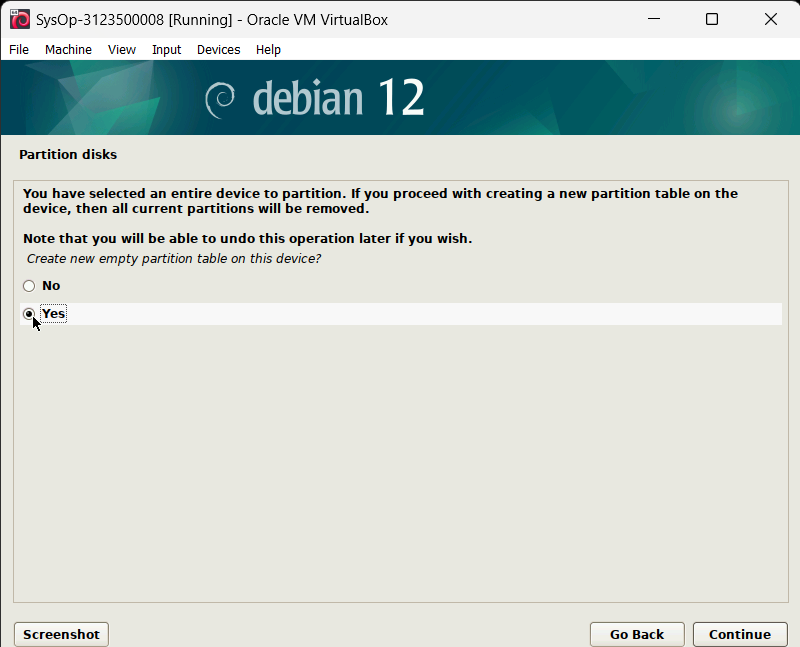 SysOp-3123500008 [Running] - Oracle VM VirtualBox
File Machine View Input Devices Help
debian 12
Partition disks
You have selected an entire device to partition. If you proceed with creating a new partition table on the
device, then all current partitions will be removed.
Note that you will be able to undo this operation later if you wish.
Create new empty partition table on this device?
No
Yes
Screenshot Go Back Continue